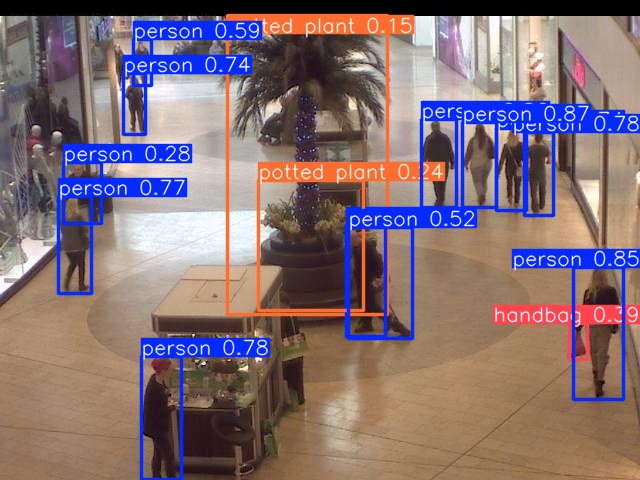 potted plant 0.15
person 0.59
person 0.74
person 0.87
person 0.78
person 0.28
potted plant 0.24
person 0.77
person 0.52
person 0.85
handbag 0.39
person 0.78